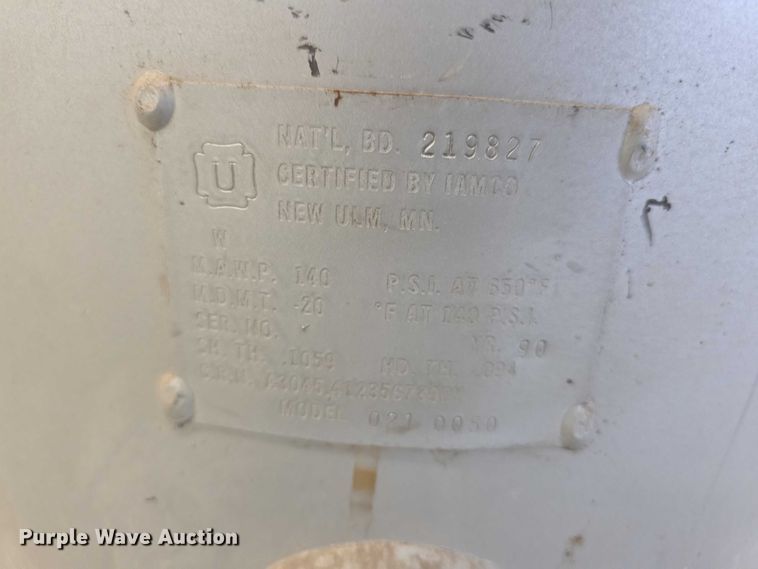 NAT'L, BD. 219827
U
CERTIFIED BY IAMCO
NEW ULM, MN.
W
M.A.W.P. 140 P.S.I. AT 650°F
M.D.M.T. -20 °F AT 140 P.S.I.
SER. NO. YR. 90
SH. TH. .1059 HD. TH. .094
C.R.N.
MODEL 021 0050
Purple Wave Auction